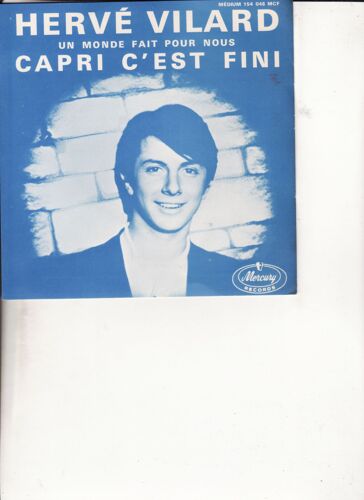 MÉDIUM 154 046 MCF
HERVÉ VILARD
UN MONDE FAIT POUR NOUS
CAPRI C'EST FINI
Mercury
RECORDS